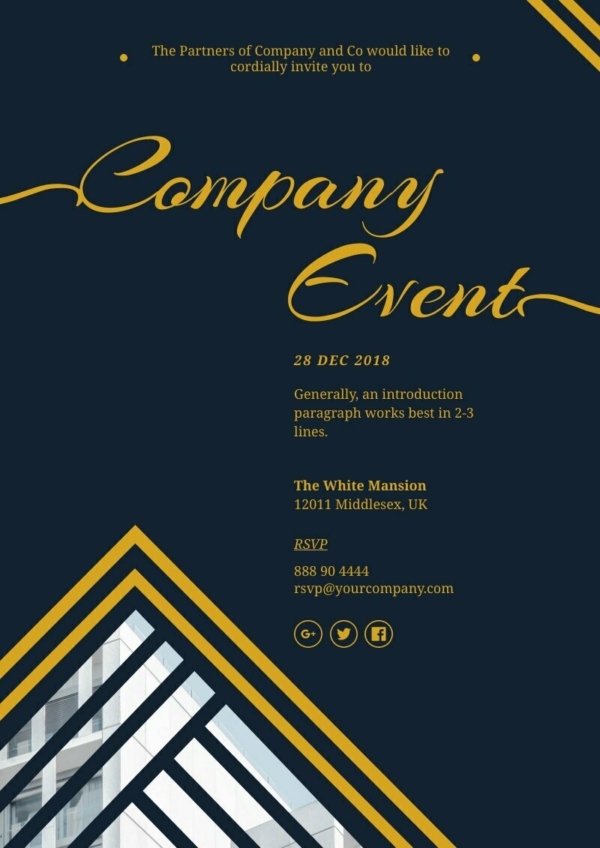 The Partners of Company and Co would like to
cordially invite you to
Company
Event
28 DEC 2018
Generally, an introduction
paragraph works best in 2-3
lines.
The White Mansion
12011 Middlesex, UK
RSVP
888 90 4444
rsvp@yourcompany.com
G+